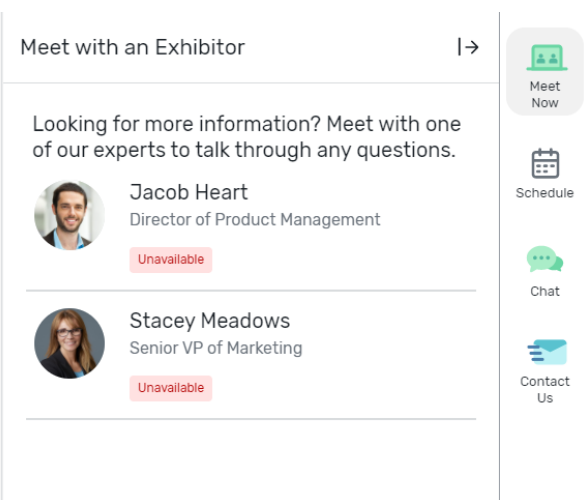 Meet with an Exhibitor
Looking for more information? Meet with one
of our experts to talk through any questions.
Jacob Heart
Director of Product Management
Unavailable
Stacey Meadows
Senior VP of Marketing
Unavailable
Meet
Now
Schedule
Chat
Contact
Us